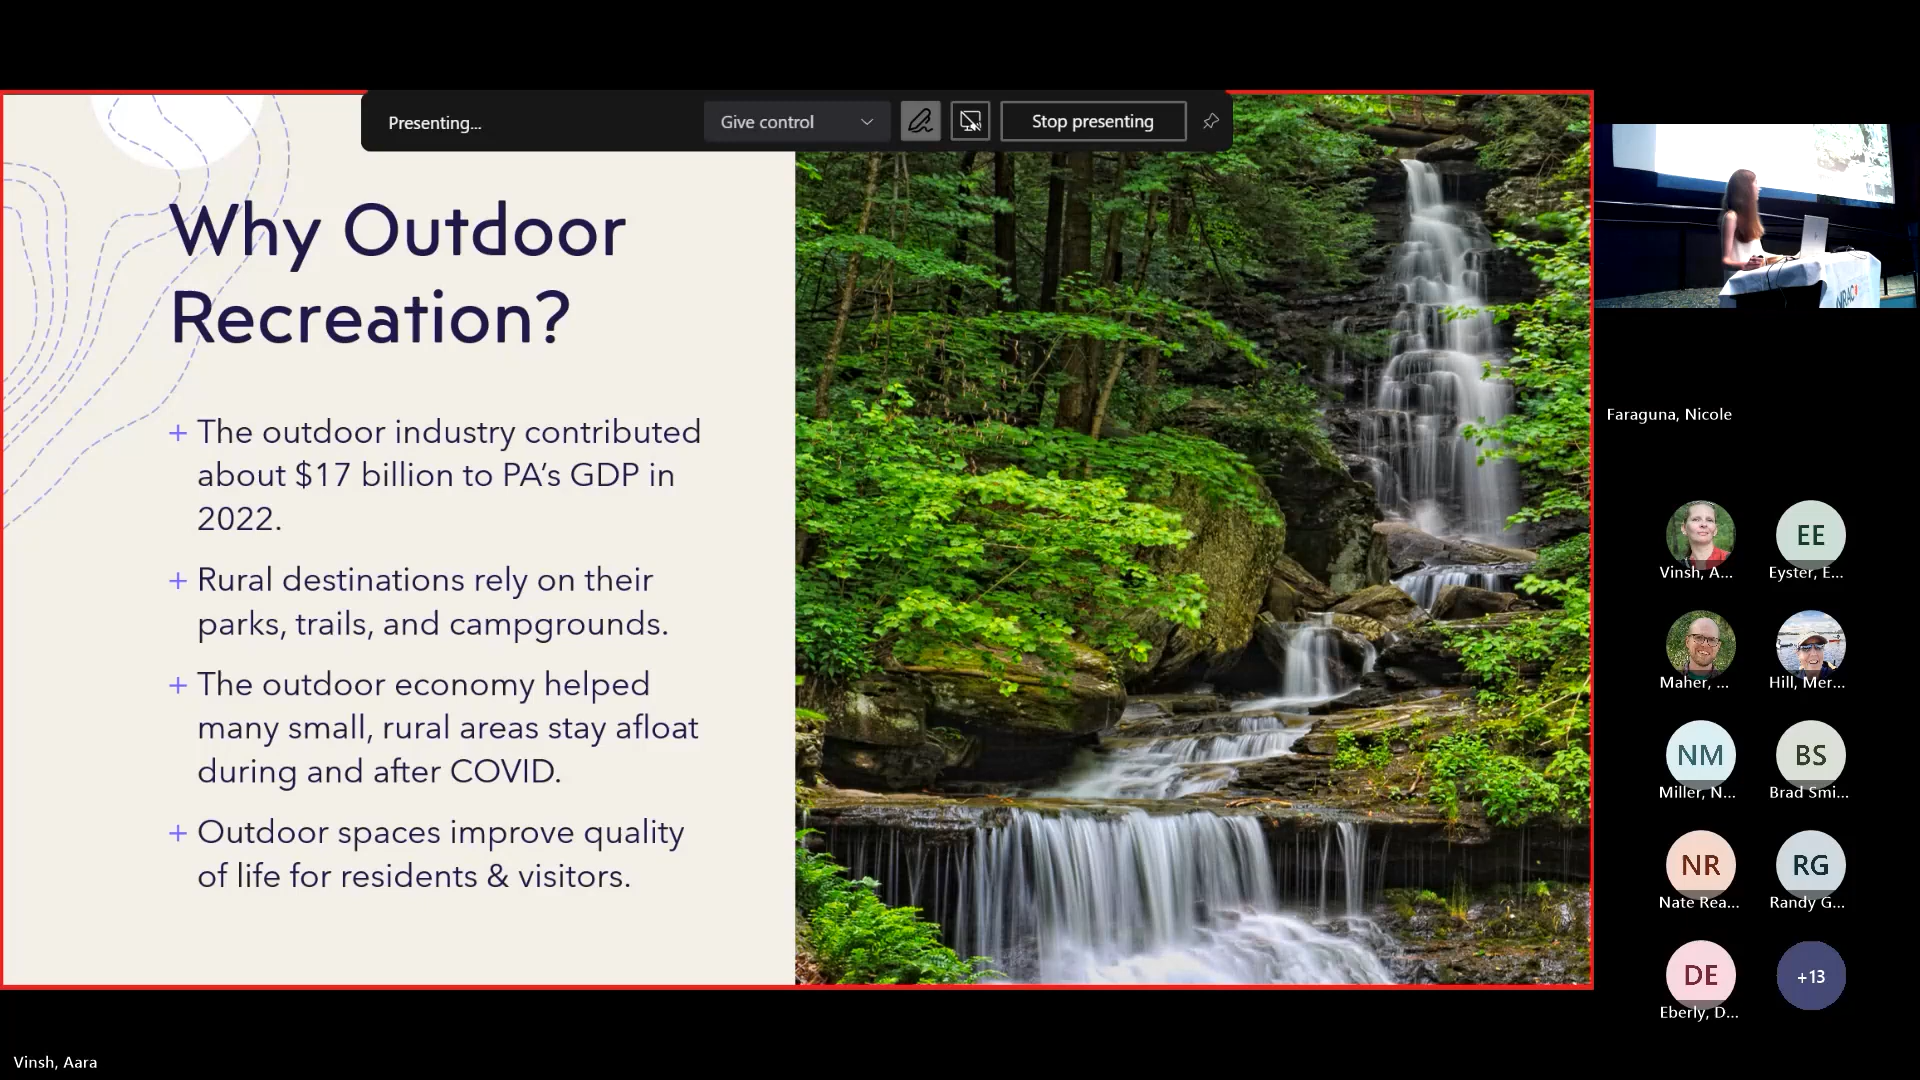 Presenting...
Give control
Stop presenting
Why Outdoor
Recreation?
+ The outdoor industry contributed
about $17 billion to PA's GDP in
2022.
+ Rural destinations rely on their
parks, trails, and campgrounds.
+ The outdoor economy helped
many small, rural areas stay afloat
during and after COVID.
+ Outdoor spaces improve quality
of life for residents & visitors.
NRAC
Faraguna, Nicole
Vinsh, A...
EE
Eyster, E...
Maher, ...
Hill, Mer...
NM
Miller, N...
BS
Brad Smi...
NR
Nate Rea...
RG
Randy G...
DE
Eberly, D...
+13
Vinsh, Aara